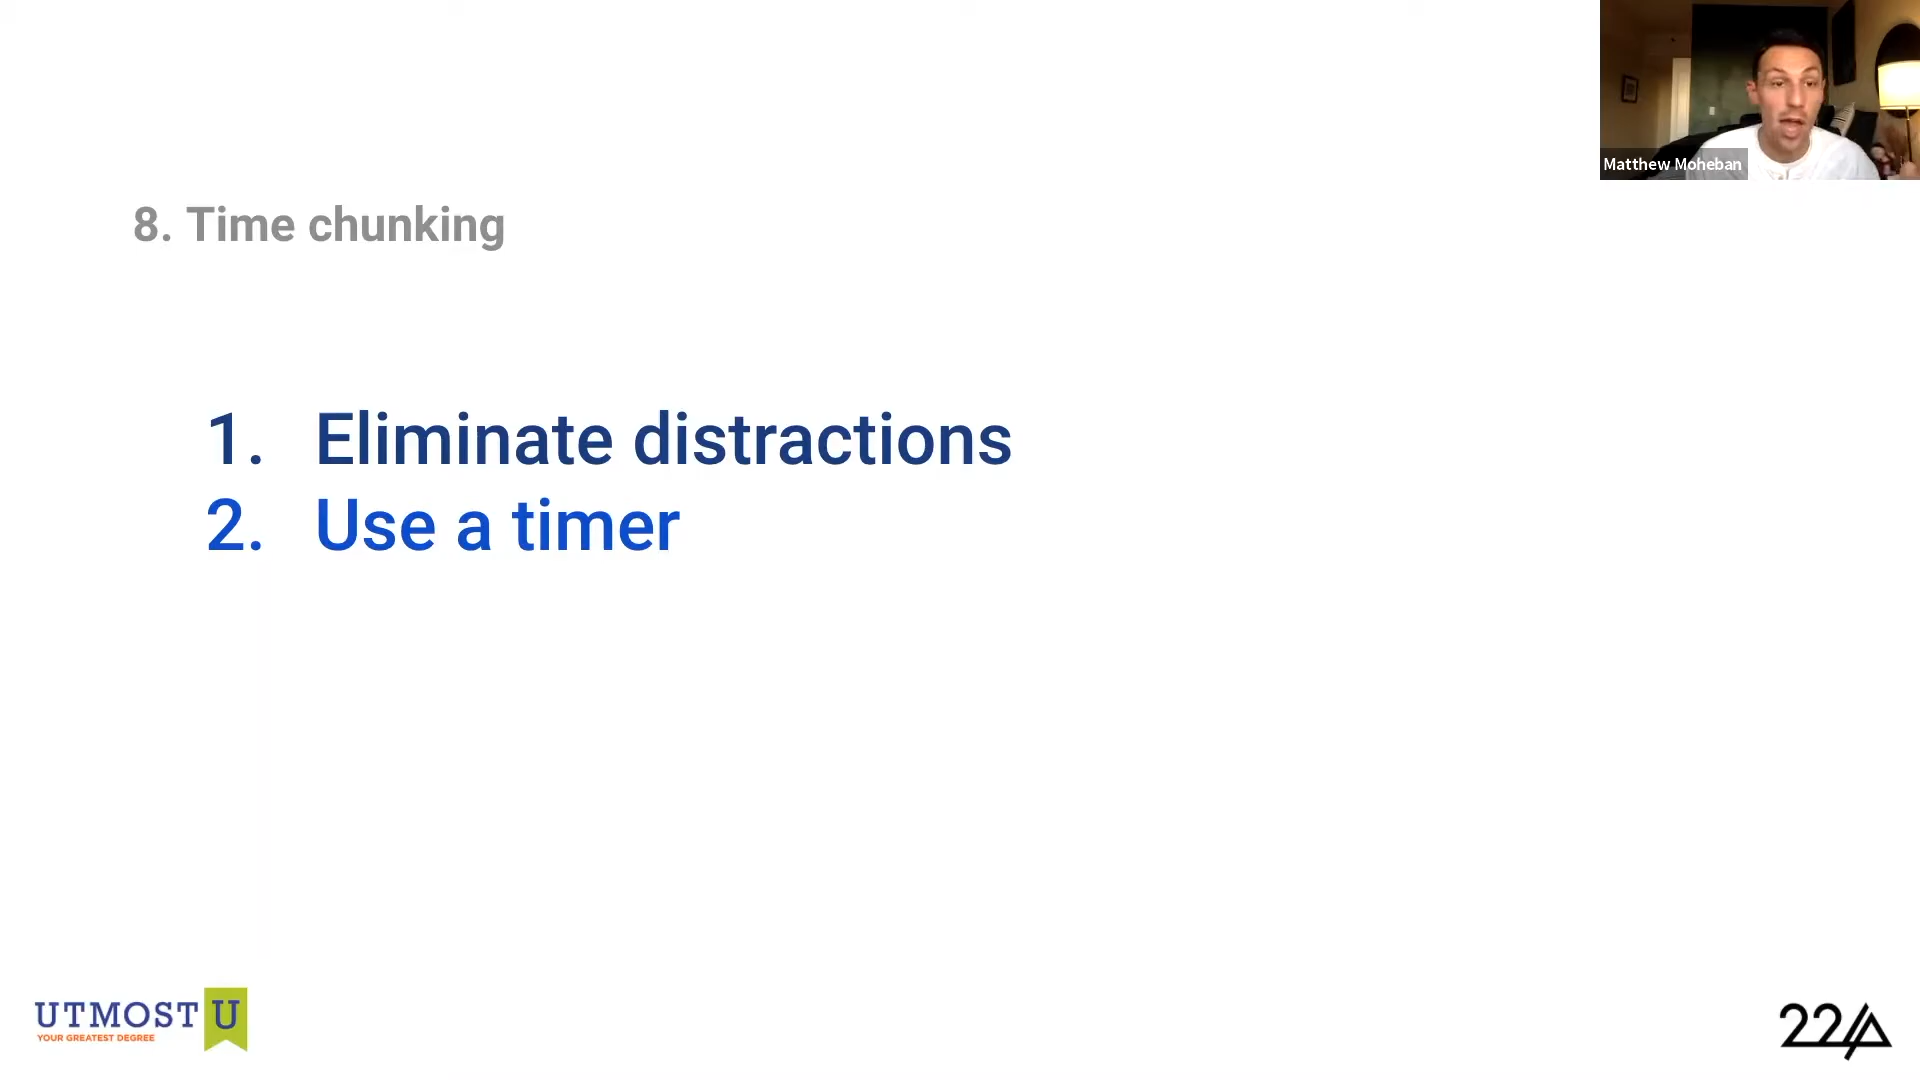 Matthew Moheban
8. Time chunking
1. Eliminate distractions
2. Use a timer
UTMOST U
YOUR GREATEST DEGREE
22